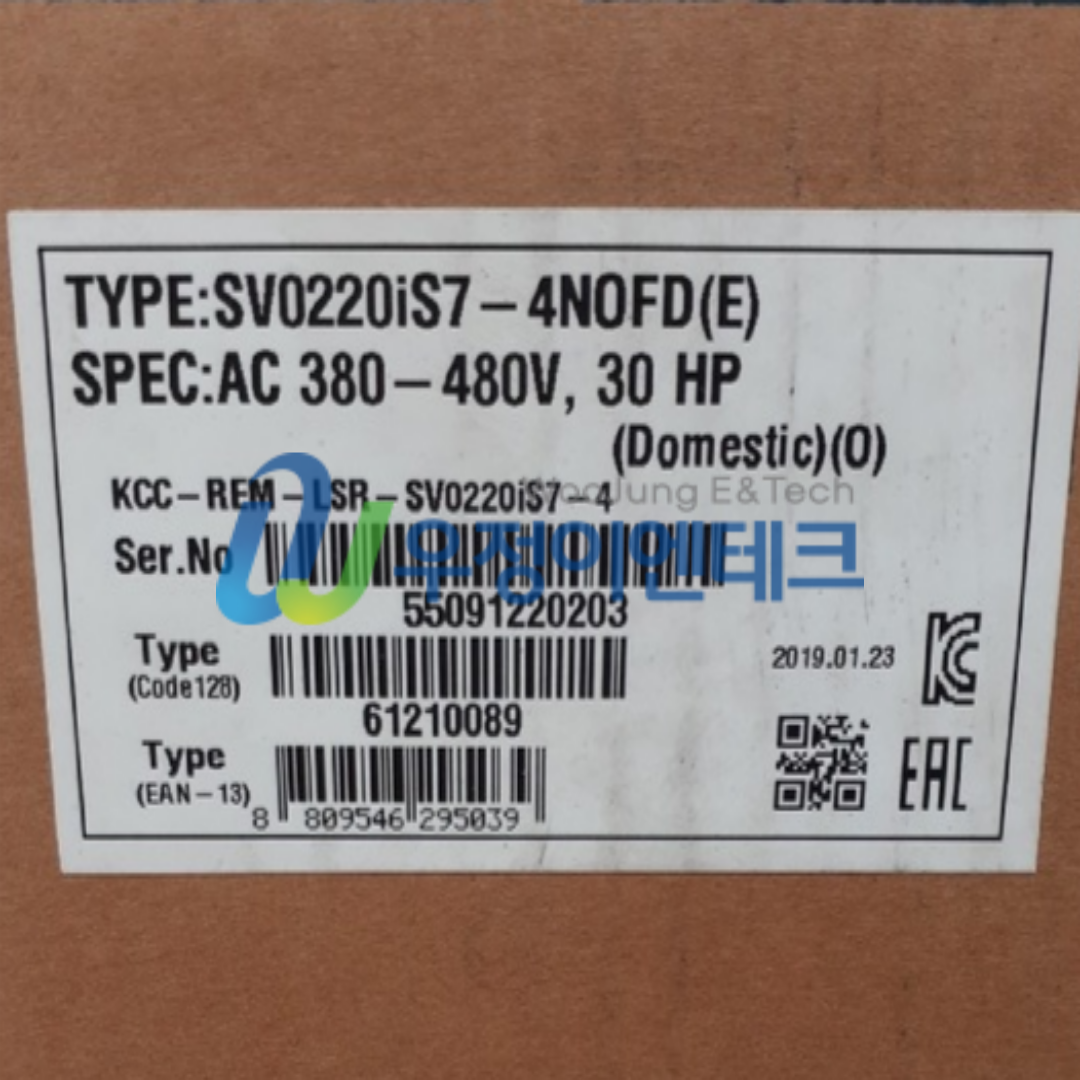 TYPE:SV0220iS7-4NOFD(E)
SPEC:AC 380-480V, 30 HP
(Domestic)(O)
KCC-REM-LSR-SV0220iS7-4
WooJung E&Tech
Ser.No
우정이엔테크
55091220203
Type
(Code128)
2019.01.23
61210089
Type
(EAN-13)
8 809546 295039
EAC